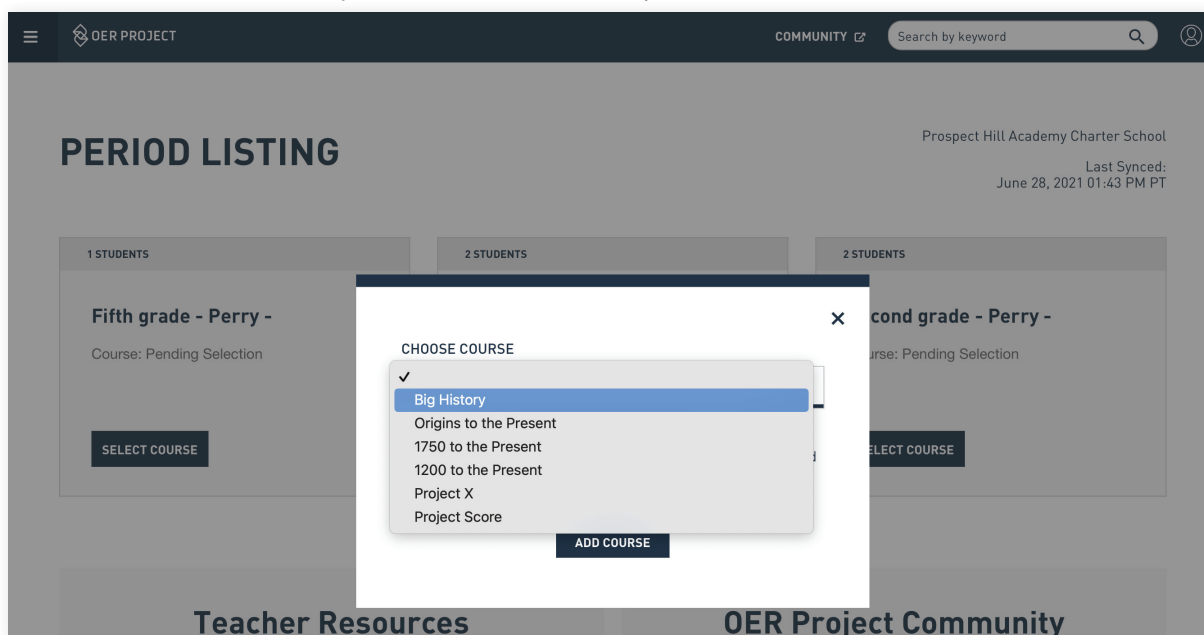 OER PROJECT
COMMUNITY
Search by keyword
PERIOD LISTING
Prospect Hill Academy Charter School
Last Synced:
June 28, 2021 01:43 PM PT
1 STUDENTS
2 STUDENTS
2 STUDENTS
Fifth grade - Perry -
Course: Pending Selection
SELECT COURSE
cond grade - Perry -
urse: Pending Selection
ELECT COURSE
CHOOSE COURSE
Big History
Origins to the Present
1750 to the Present
1200 to the Present
Project X
Project Score
ADD COURSE
Teacher Resources
OER Project Community